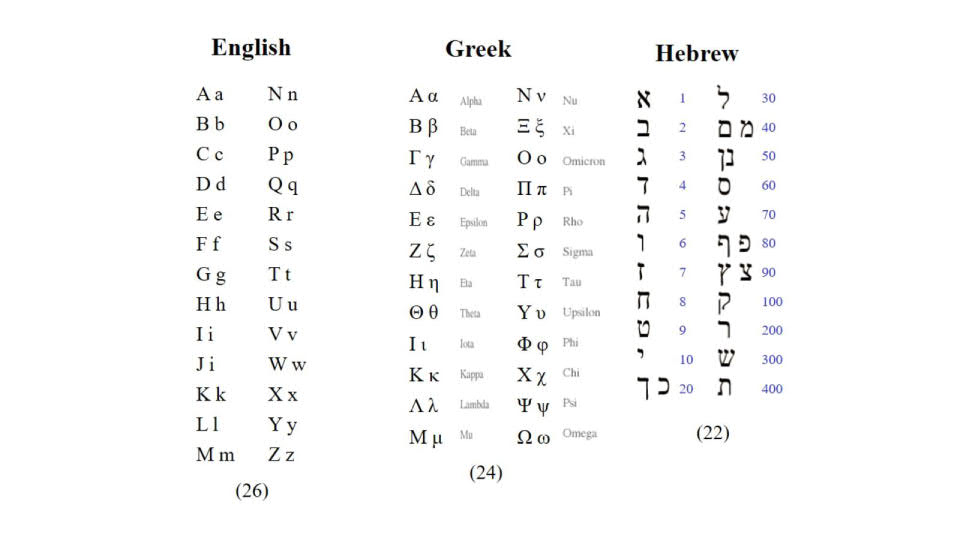 English
A a
B b
C c
D d
E e
F f
G g
H h
I i
J i
K k
L l
M m
N n
O o
P p
Q q
R r
S s
T t
U u
V v
W w
X x
Y y
Z z
(26)
Greek
Α α Alpha
Β β Beta
Γ γ Gamma
Δ δ Delta
Ε ε Epsilon
Ζ ζ Zeta
Η η Eta
Θ θ Theta
Ι ι Iota
Κ κ Kappa
Λ λ Lambda
Μ μ Mu
Ν ν Nu
Ξ ξ Xi
Ο ο Omicron
Π π Pi
Ρ ρ Rho
Σ σ Sigma
Τ τ Tau
Υ υ Upsilon
Φ φ Phi
Χ χ Chi
Ψ ψ Psi
Ω ω Omega
(24)
Hebrew
א 1
ב 2
ג 3
ד 4
ה 5
ו 6
ז 7
ח 8
ט 9
י 10
כ ך 20
ל 30
מ ם 40
נן 50
ס 60
ע 70
פ ף 80
צ ץ 90
ק 100
ר 200
ש 300
ת 400
(22)